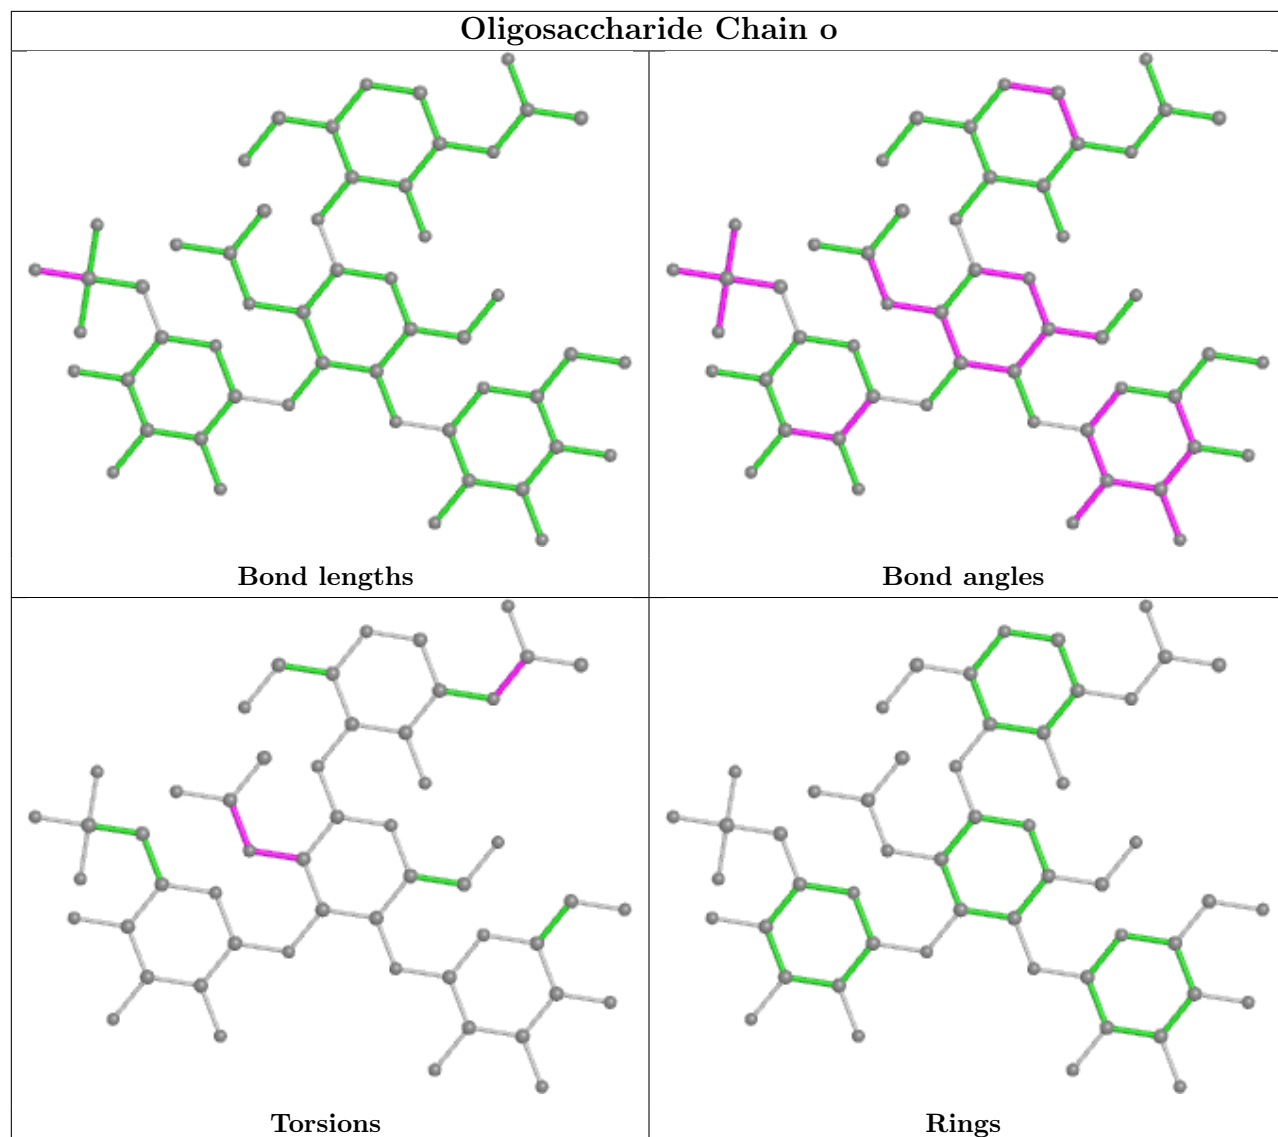 Oligosaccharide Chain o
Bond lengths
Bond angles
Torsions
Rings